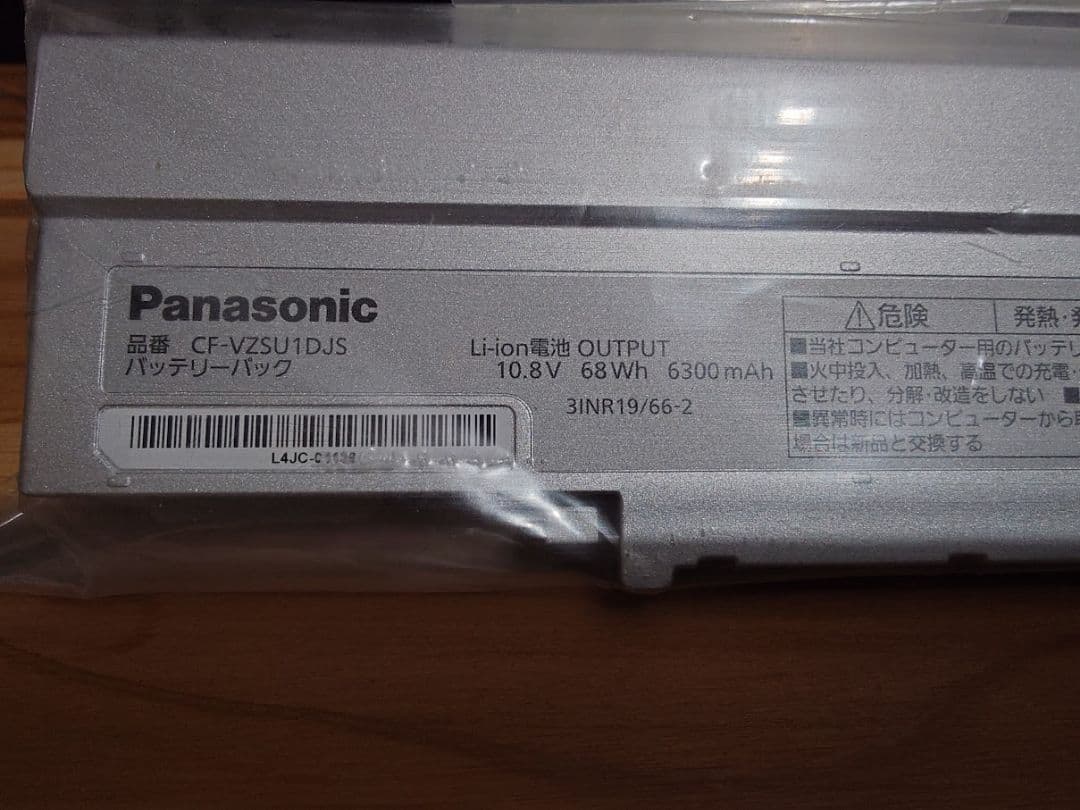 Panasonic
品番 CF-VZSU1DJS
バッテリーパック
Li-ion電池 OUTPUT
10.8V 68Wh 6300mAh
3INR19/66-2
L4JC-
⚠危険 発熱・発
■当社コンピューター用のバッテリ
■火中投入、加熱、高温での充電・
させたり、分解・改造をしない ■
■異常時にはコンピューターから
場合は新品と交換する